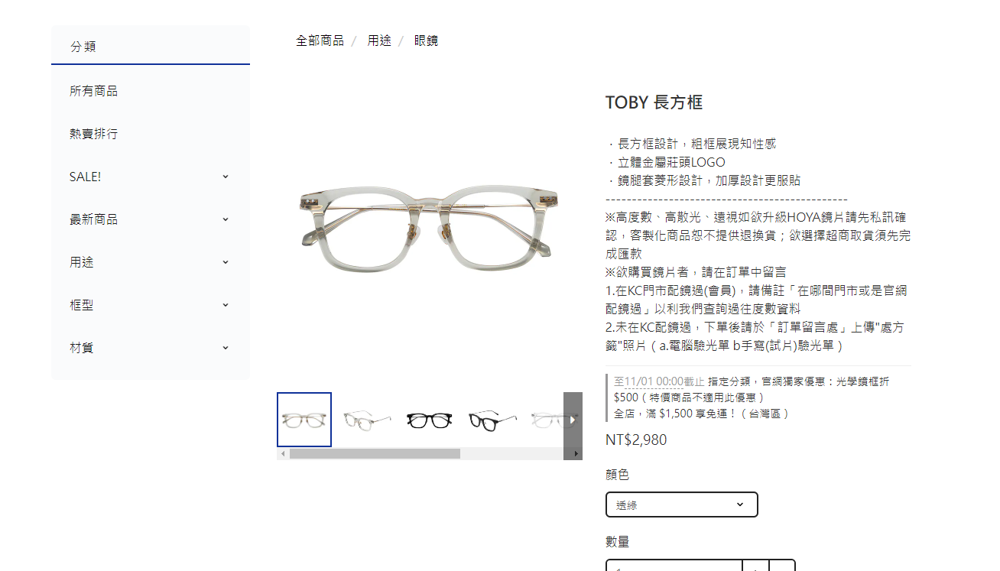 分類
所有商品
熱賣排行
SALE!
最新商品
用途
框型
材質
全部商品 / 用途 / 眼鏡
TOBY 長方框
・長方框設計，粗框展現知性感
・立體金屬莊頭LOGO
・鏡腿套菱形設計，加厚設計更服貼
----------------------------------------------
※高度數、高散光、遠視如欲升級HOYA鏡片請先私訊確
認，客製化商品恕不提供退換貨；欲選擇超商取貨須先完
成匯款
※欲購買鏡片者，請在訂單中留言
1.在KC門市配鏡過(會員)，請備註「在哪間門市或是官網
配鏡過」以利我們查詢過往度數資料
2.未在KC配鏡過，下單後請於「訂單留言處」上傳"處方
籤"照片（a.電腦驗光單 b手寫(試片)驗光單）
至11/01 00:00截止 指定分類，官網獨家優惠：光學鏡框折
$500（特價商品不適用此優惠）
全店，滿 $1,500 享免運！（台灣區）
NT$2,980
顏色
透綠
數量